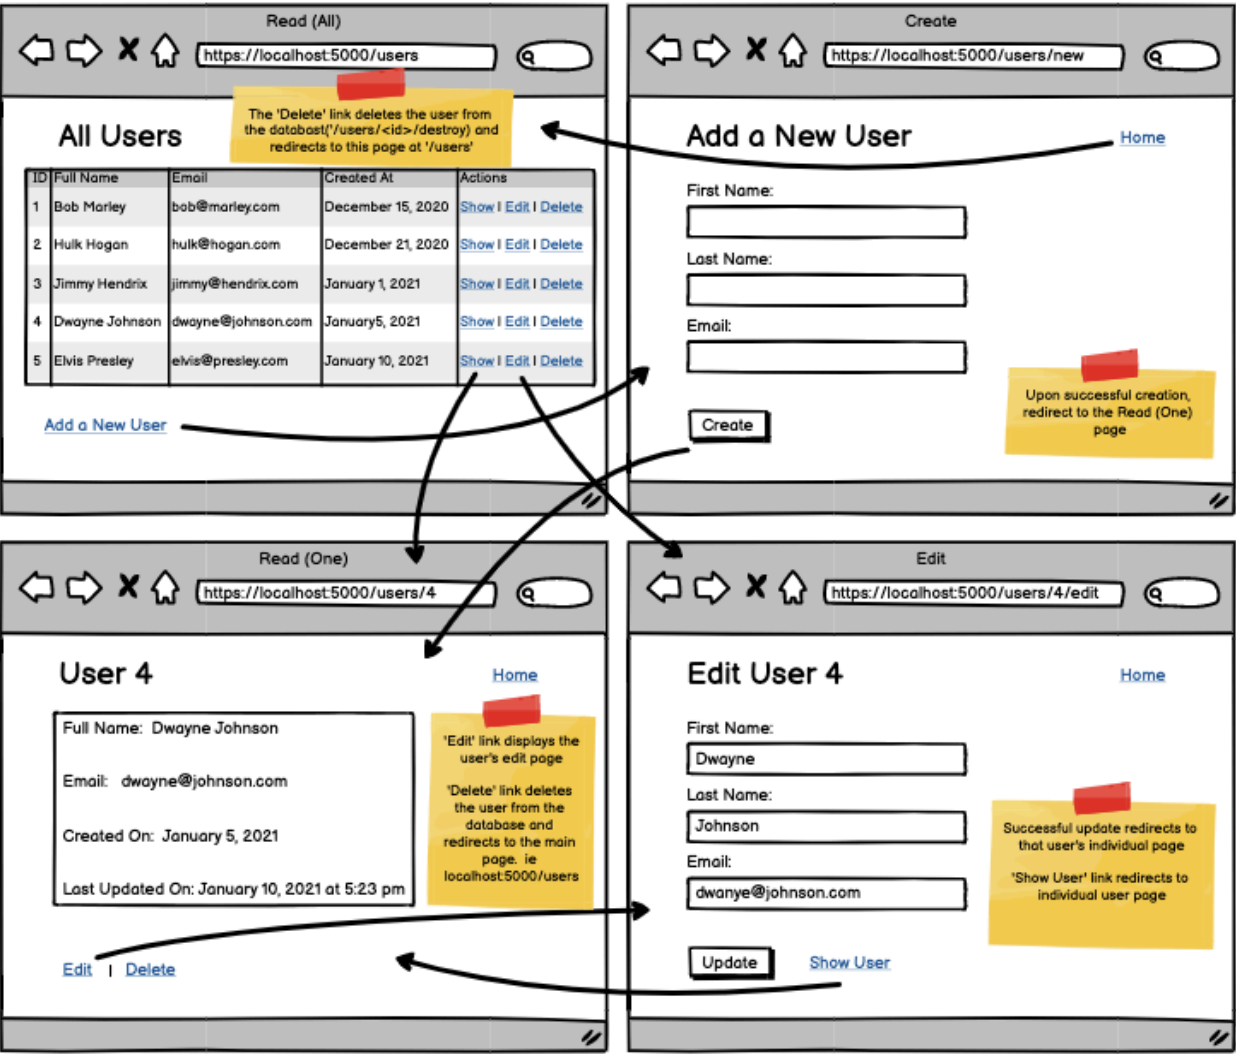 Read (All)
https://localhost:5000/users
The 'Delete' link deletes the user from
the databast('/users/<id>/destroy) and
redirects to this page at '/users'
All Users
ID Full Name Email Created At Actions
1 Bob Marley bob@marley.com December 15, 2020 Show | Edit | Delete
2 Hulk Hogan hulk@hogan.com December 21, 2020 Show | Edit | Delete
3 Jimmy Hendrix jimmy@hendrix.com January 1, 2021 Show | Edit | Delete
4 Dwayne Johnson dwayne@johnson.com January5, 2021 Show | Edit | Delete
5 Elvis Presley elvis@presley.com January 10, 2021 Show | Edit | Delete
Add a New User
Create
https://localhost:5000/users/new
Add a New User
Home
First Name:
Last Name:
Email:
Upon successful creation,
redirect to the Read (One)
page
Create
Read (One)
https://localhost:5000/users/4
User 4
Home
Full Name: Dwayne Johnson
Email: dwayne@johnson.com
Created On: January 5, 2021
Last Updated On: January 10, 2021 at 5:23 pm
'Edit' link displays the
user's edit page
'Delete' link deletes
the user from the
database and
redirects to the main
page. ie
localhost:5000/users
Edit | Delete
Edit
https://localhost:5000/users/4/edit
Edit User 4
Home
First Name:
Dwayne
Last Name:
Johnson
Email:
dwanye@johnson.com
Successful update redirects to
that user's individual page
'Show User' link redirects to
individual user page
Update
Show User